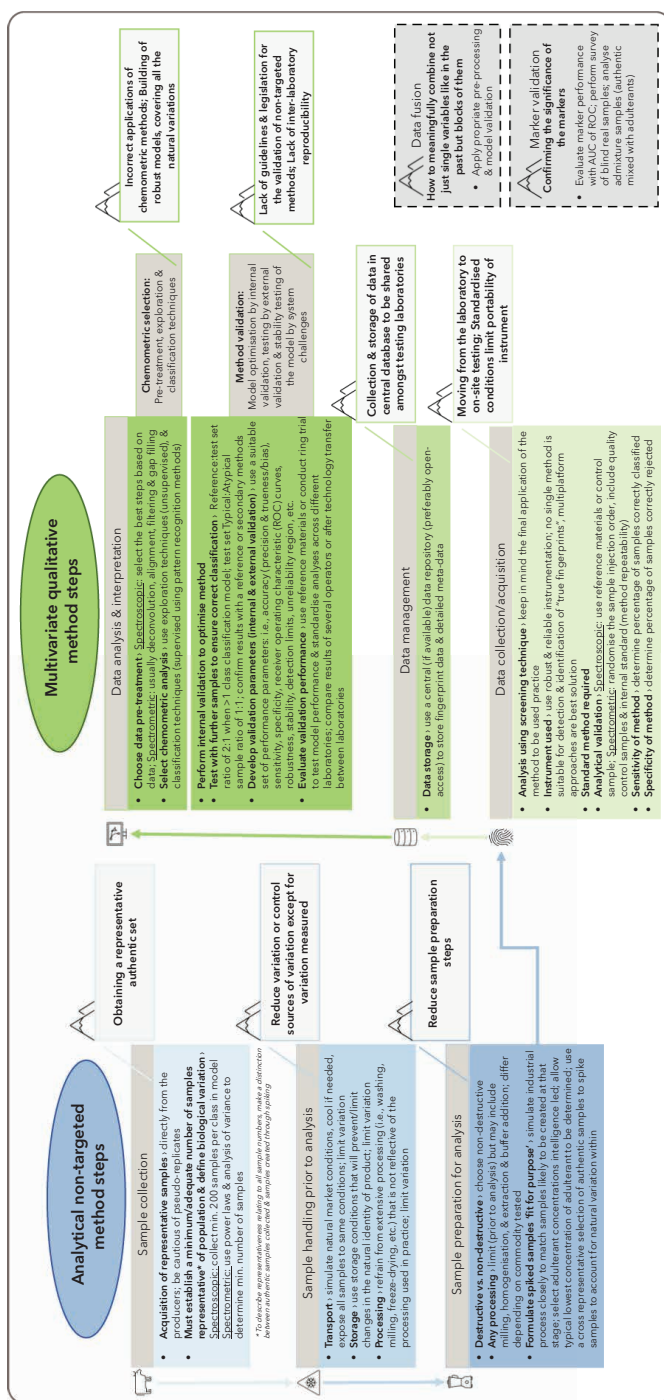 Analytical non-targeted
method steps
Sample collection
• Acquisition of representative samples › directly from the
producers; be cautious of pseudo-replicates
• Must establish a minimum/adequate number of samples
representative* of population & define biological variation ›
Spectroscopic: collect min. 200 samples per class in model
Spectrometric: use power laws & analysis of variance to
determine min. number of samples
*To describe representativeness relating to all sample numbers, make a distinction
between authentic samples collected & samples created through spiking
Obtaining a representative
authentic set
Sample handling prior to analysis
• Transport › simulate natural market conditions, cool if needed,
expose all samples to same conditions; limit variation
• Storage › use storage conditions that will prevent/limit
changes in the natural identity of product; limit variation
• Processing › refrain from extensive processing (i.e., washing,
milling, freeze-drying, etc.) that is not reflective of the
processing used in practice; limit variation
Reduce variation or control
sources of variation except for
variation measured
Sample preparation for analysis
• Destructive vs. non-destructive › choose non-destructive
• Any processing › limit (prior to analysis) but may include
milling, homogenisation, & extraction & buffer addition; differ
depending on commodity tested
• Formulate spiked samples 'fit for purpose' › simulate industrial
process closely to match samples likely to be created at that
stage; select adulterant concentrations intelligence led; allow
typical lowest concentration of adulterant to be determined; use
a cross representative selection of authentic samples to spike
samples to account for natural variation within
Reduce sample preparation
steps
Multivariate qualitative
method steps
Data analysis & interpretation
• Choose data pre-treatment › Spectroscopic: select the best steps based on
data; Spectrometric: usually deconvolution, alignment, filtering & gap filling
• Select chemometric analysis › use exploration techniques (unsupervised), &
classification techniques (supervised using pattern recognition methods)
• Perform internal validation to optimise method
• Test with further samples to ensure correct classification › Reference:test set
ratio of 2:1 when >1 class classification model; test set Typical:Atypical
sample ratio of 1:1; confirm results with a reference or secondary methods
• Develop validation parameters (internal & external validation) › use a suitable
set of performance parameters: i.e., accuracy (precision & trueness/bias),
sensitivity, specificity, receiver operating characteristic (ROC) curves,
robustness, stability, detection limits, unreliability region, etc.
• Evaluate validation performance › use reference materials or conduct ring trial
to test model performance & standardise analyses across different
laboratories; compare results of several operators or after technology transfer
between laboratories
Chemometric selection:
Pre-treatment, exploration &
classification techniques
Incorrect applications of
chemometric methods; Building of
robust models, covering all the
natural variations
Method validation:
Model optimisation by internal
validation, testing by external
validation & stability testing of
the model by system
challenges
Lack of guidelines & legislation for
the validation of non-targeted
methods; Lack of inter-laboratory
reproducibility
Data management
• Data storage › use a central (if available) data repository (preferably open-
access) to store fingerprint data & detailed meta-data
Collection & storage of data in
central database to be shared
amongst testing laboratories
Data collection/acquisition
• Analysis using screening technique › keep in mind the final application of the
method to be used practice
• Instrument used › use robust & reliable instrumentation; no single method is
suitable for detection & identification of "true fingerprints", multiplatform
approaches are best solution
• Standard method required
• Analytical validation › Spectroscopic: use reference materials or control
sample; Spectrometric: randomise the sample injection order, include quality
control samples & internal standard (method repeatability)
• Sensitivity of method › determine percentage of samples correctly classified
• Specificity of method › determine percentage of samples correctly rejected
Moving from the laboratory to
on-site testing; Standardised
conditions limit portability of
instrument
Data fusion
How to meaningfully combine not
just single variables like in the
past but blocks of them
• Apply propriate pre-processing
& model validation
Marker validation
Confirming the significance of
the markers
• Evaluate marker performance
with AUC of ROC; perform survey
of blind real samples; analyse
admixture samples (authentic
mixed with adulterants)